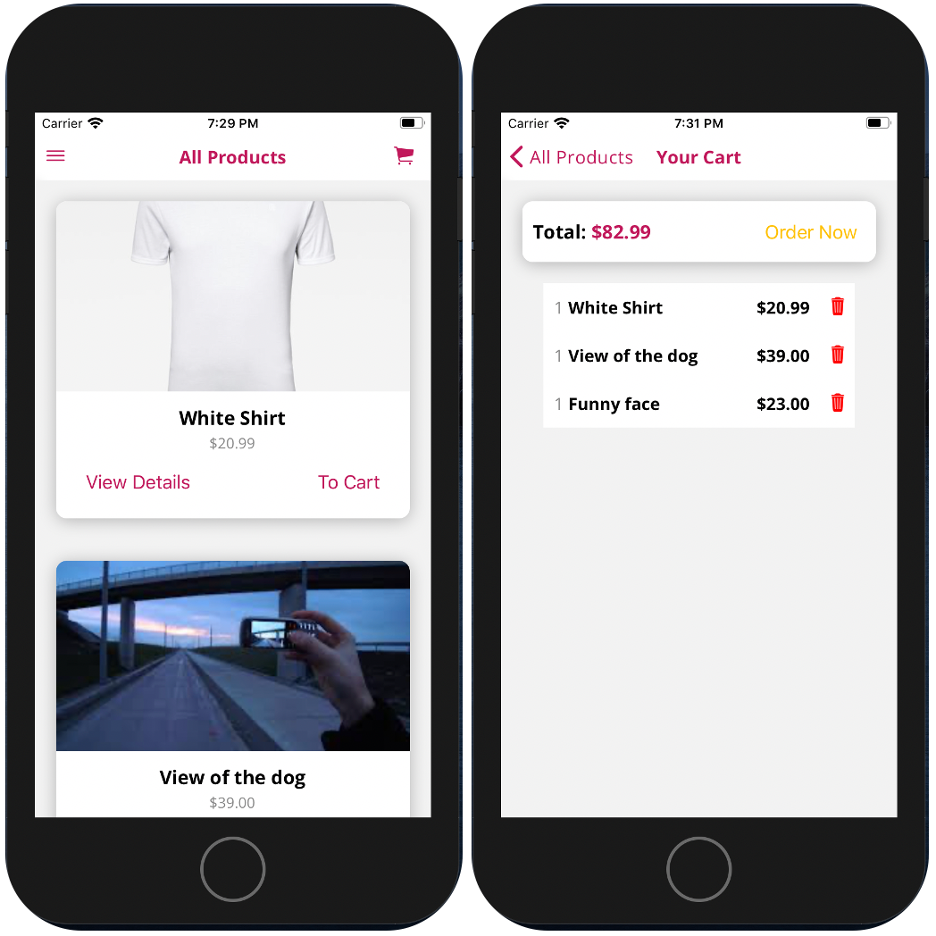 Carrier 7:29 PM
All Products
White Shirt
$20.99
View Details To Cart
View of the dog
$39.00
Carrier 7:31 PM
All Products Your Cart
Total: $82.99 Order Now
1 White Shirt $20.99
1 View of the dog $39.00
1 Funny face $23.00